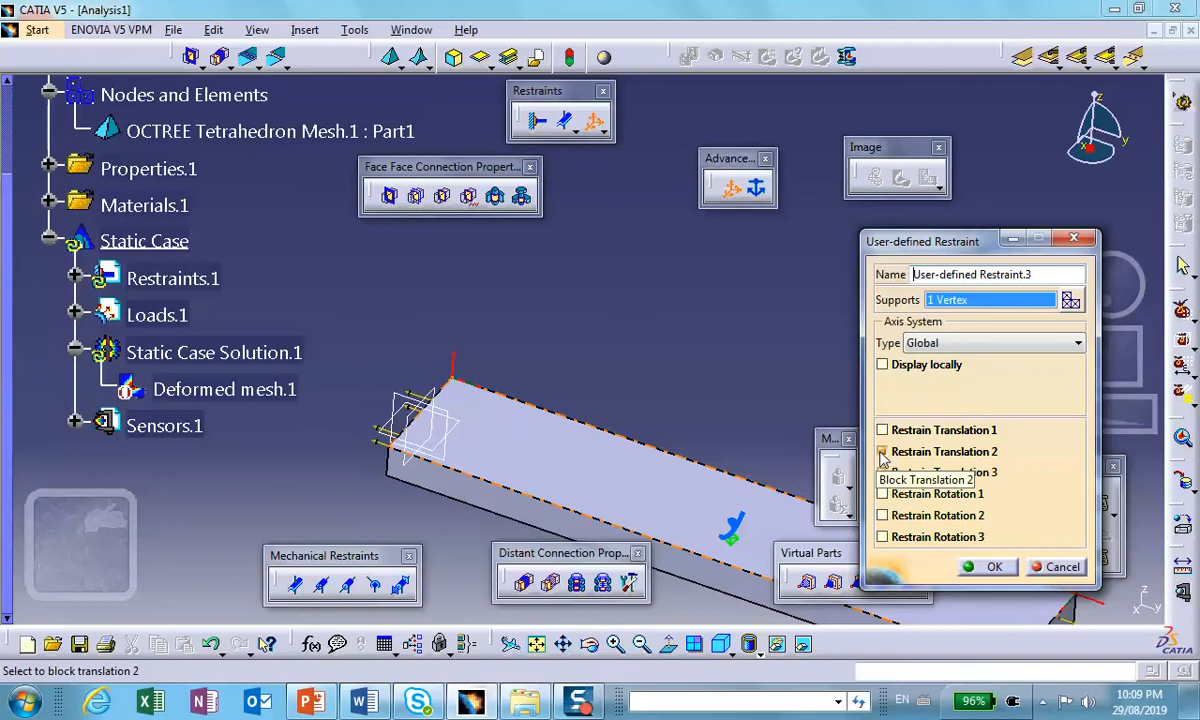 CATIA V5 - [Analysis1]
Start ENOVIA V5 VPM File Edit View Insert Tools Window Help
Nodes and Elements
OCTREE Tetrahedron Mesh.1 : Part1
Properties.1
Materials.1
Static Case
Restraints.1
Loads.1
Static Case Solution.1
Deformed mesh.1
Sensors.1
Restraints
Face Face Connection Propert...
Advance...
Image
z
y
x
User-defined Restraint
Name User-defined Restraint.3
Supports 1 Vertex
Axis System
Type Global
Display locally
Restrain Translation 1
Restrain Translation 2
Restrain Translation 3
Block Translation 2
Restrain Rotation 1
Restrain Rotation 2
Restrain Rotation 3
OK Cancel
M...
Mechanical Restraints
Distant Connection Prop...
Virtual Parts
z
x y
f(x)
CATIA
Select to block translation 2
EN 96% 10:09 PM
29/08/2019